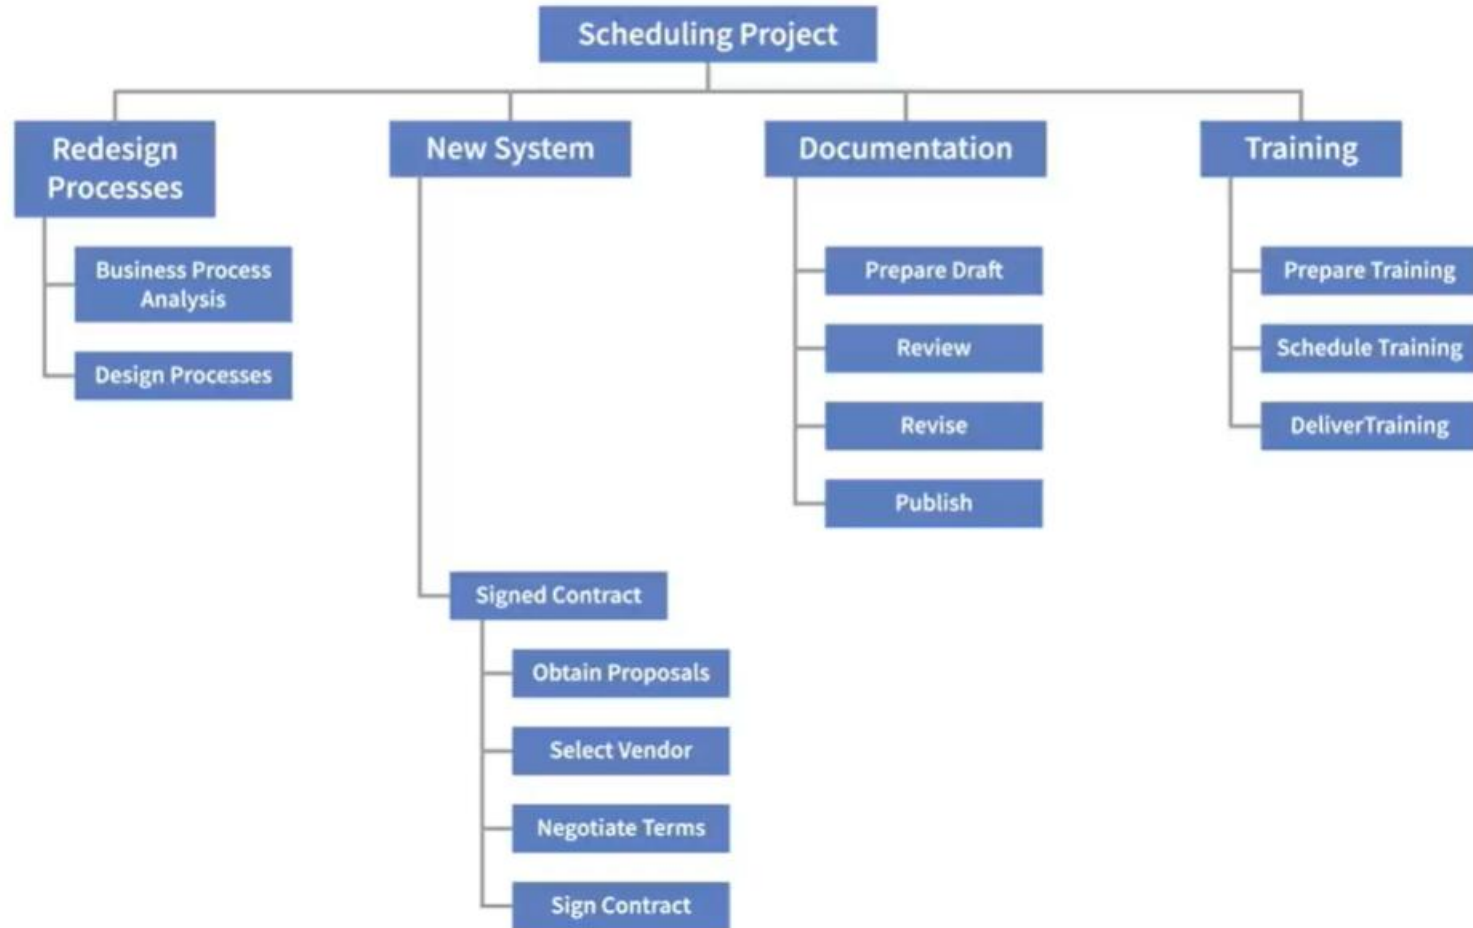 Scheduling Project
Redesign
Processes
New System
Documentation
Training
Business Process
Analysis
Design Processes
Prepare Draft
Review
Revise
Publish
Prepare Training
Schedule Training
DeliverTraining
Signed Contract
Obtain Proposals
Select Vendor
Negotiate Terms
Sign Contract